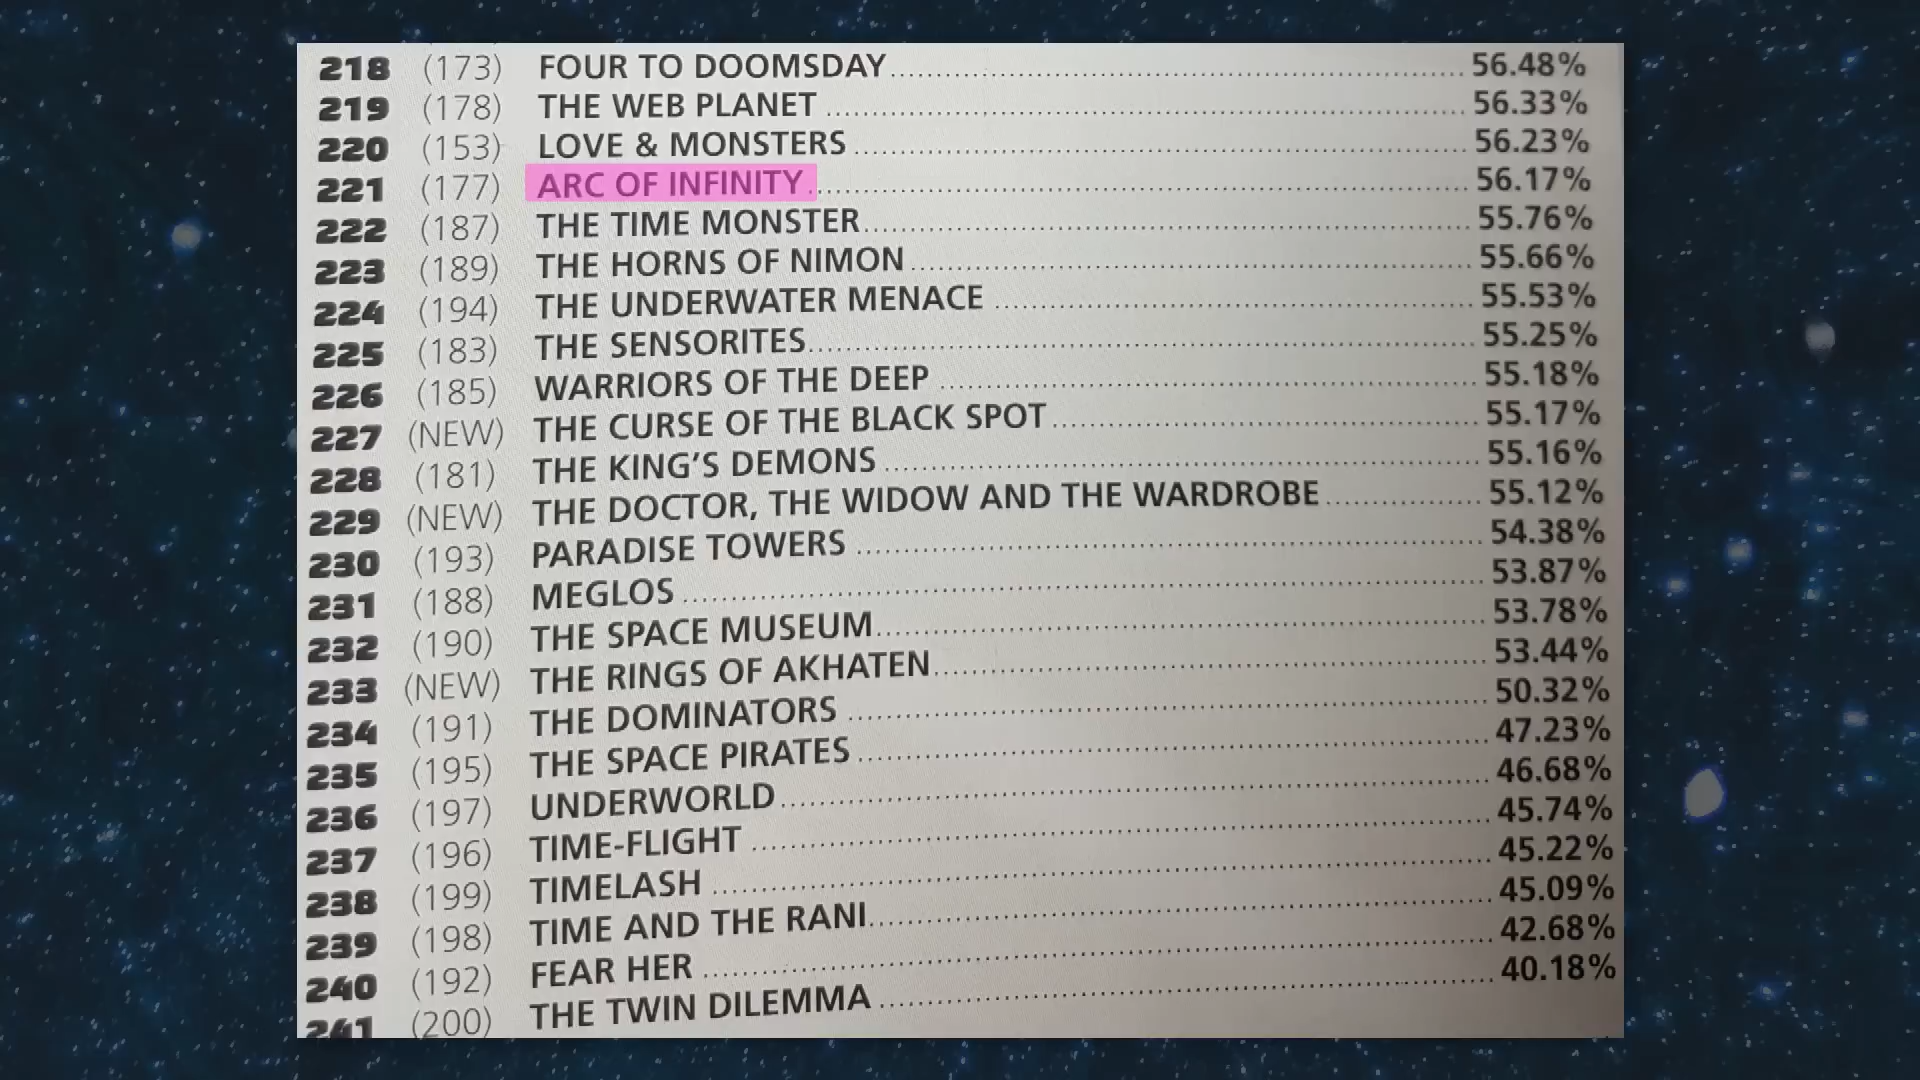 218 (173) FOUR TO DOOMSDAY 56.48%
219 (178) THE WEB PLANET 56.33%
220 (153) LOVE & MONSTERS 56.23%
221 (177) ARC OF INFINITY 56.17%
222 (187) THE TIME MONSTER 55.76%
223 (189) THE HORNS OF NIMON 55.66%
224 (194) THE UNDERWATER MENACE 55.53%
225 (183) THE SENSORITES 55.25%
226 (185) WARRIORS OF THE DEEP 55.18%
227 (NEW) THE CURSE OF THE BLACK SPOT 55.17%
228 (181) THE KING'S DEMONS 55.16%
229 (NEW) THE DOCTOR, THE WIDOW AND THE WARDROBE 55.12%
230 (193) PARADISE TOWERS 54.38%
231 (188) MEGLOS 53.87%
232 (190) THE SPACE MUSEUM 53.78%
233 (NEW) THE RINGS OF AKHATEN 53.44%
234 (191) THE DOMINATORS 50.32%
235 (195) THE SPACE PIRATES 47.23%
236 (197) UNDERWORLD 46.68%
237 (196) TIME-FLIGHT 45.74%
238 (199) TIMELASH 45.22%
239 (198) TIME AND THE RANI 45.09%
240 (192) FEAR HER 42.68%
241 (200) THE TWIN DILEMMA 40.18%